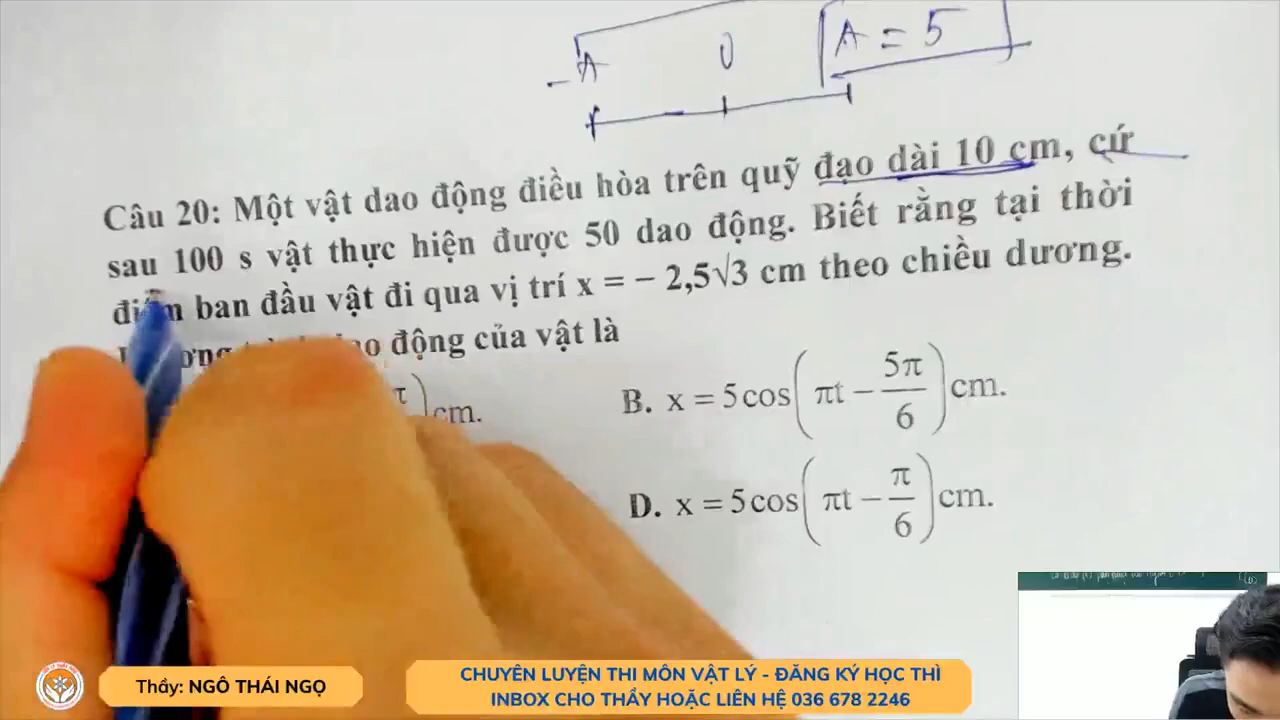 -A O A = 5
Câu 20: Một vật dao động điều hòa trên quỹ đạo dài 10 cm, cứ
sau 100 s vật thực hiện được 50 dao động. Biết rằng tại thời
điểm ban đầu vật đi qua vị trí x = – 2,5√3 cm theo chiều dương.
động của vật là
cm.
B. x = 5cos(πt − 5π/6) cm.
D. x = 5cos(πt − π/6) cm.
Thầy: NGÔ THÁI NGỌ
CHUYÊN LUYỆN THI MÔN VẬT LÝ - ĐĂNG KÝ HỌC THÌ
INBOX CHO THẦY HOẶC LIÊN HỆ 036 678 2246